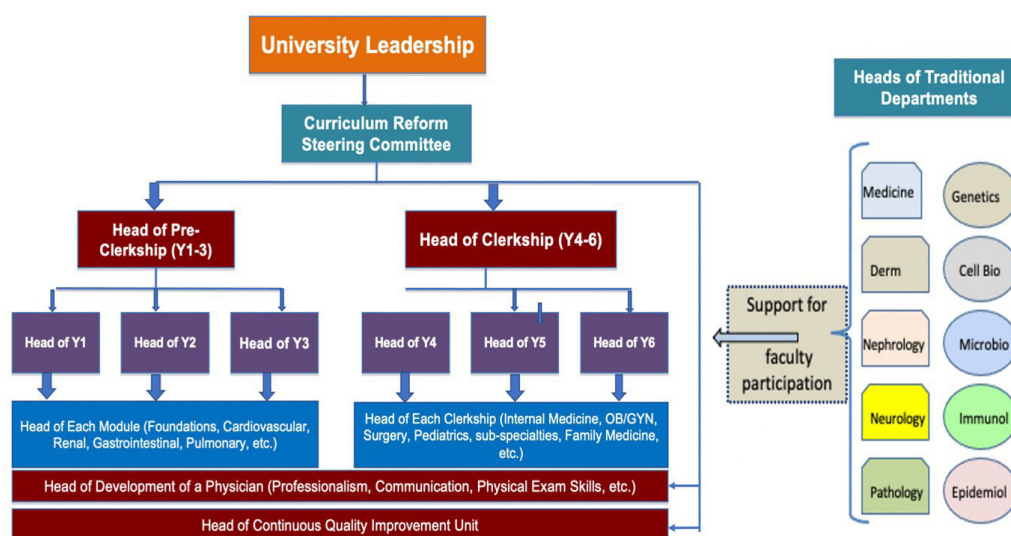 University Leadership
Curriculum Reform
Steering Committee
Head of Pre-
Clerkship (Y1-3)
Head of Clerkship (Y4-6)
Head of Y1
Head of Y2
Head of Y3
Head of Y4
Head of Y5
Head of Y6
Head of Each Module (Foundations, Cardiovascular,
Renal, Gastrointestinal, Pulmonary, etc.)
Head of Each Clerkship (Internal Medicine, OB/GYN,
Surgery, Pediatrics, sub-specialties, Family Medicine,
etc.)
Head of Development of a Physician (Professionalism, Communication, Physical Exam Skills, etc.)
Head of Continuous Quality Improvement Unit
Support for
faculty
participation
Heads of Traditional
Departments
Medicine
Genetics
Derm
Cell Bio
Nephrology
Microbio
Neurology
Immunol
Pathology
Epidemiol